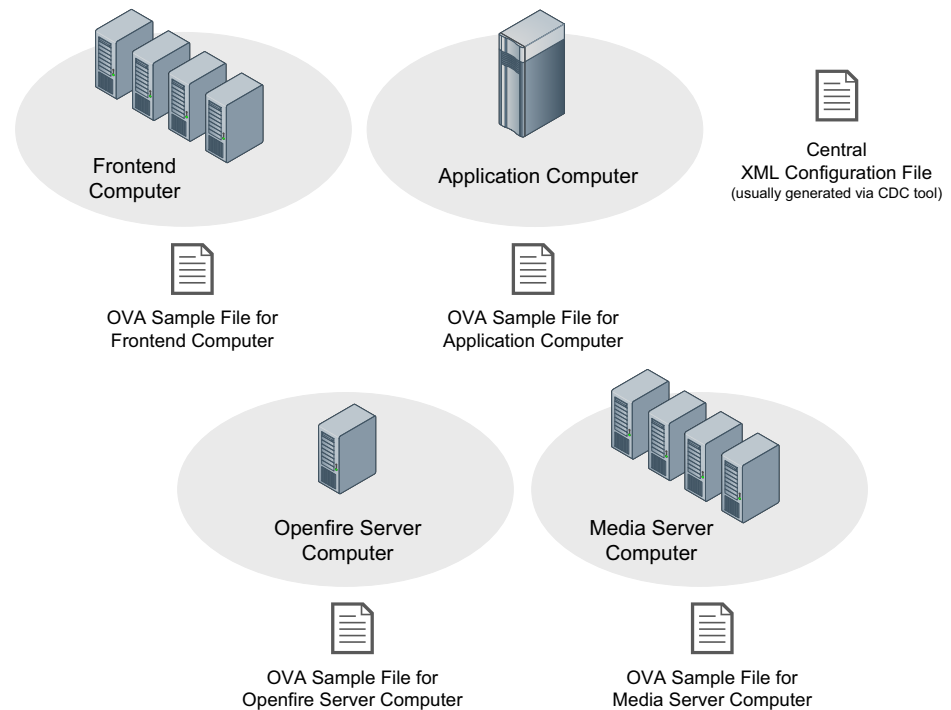 Frontend
Computer
Application Computer
Central
XML Configuration File
(usually generated via CDC tool)
OVA Sample File for
Frontend Computer
OVA Sample File for
Application Computer
Openfire Server
Computer
Media Server
Computer
OVA Sample File for
Openfire Server Computer
OVA Sample File for
Media Server Computer